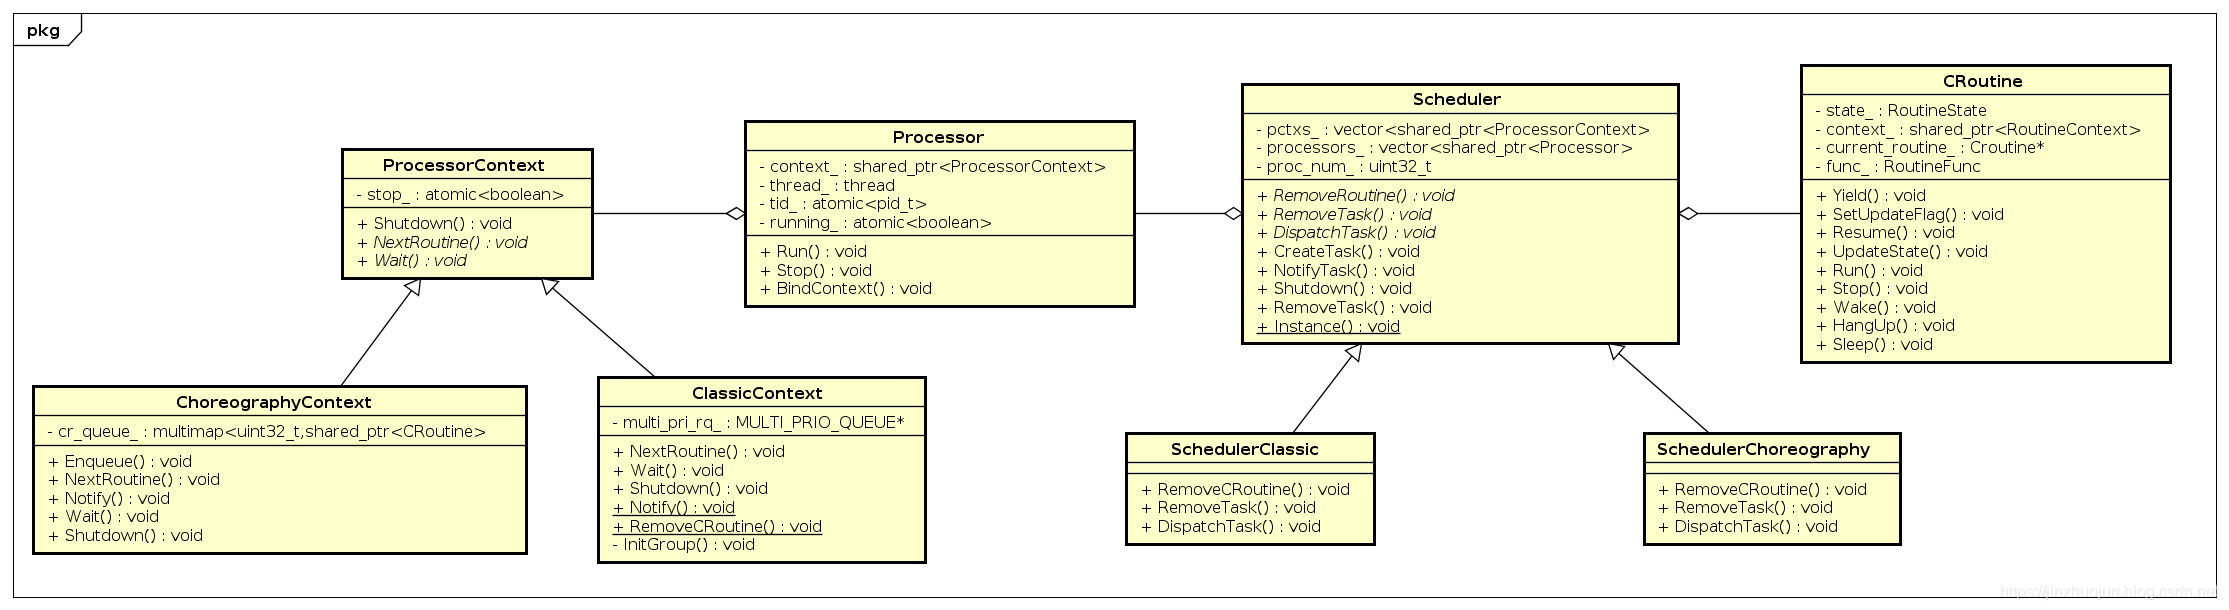 pkg
ProcessorContext
- stop_ : atomic<boolean>
+ Shutdown() : void
+ NextRoutine() : void
+ Wait() : void
Processor
- context_ : shared_ptr<ProcessorContext>
- thread_ : thread
- tid_ : atomic<pid_t>
- running_ : atomic<boolean>
+ Run() : void
+ Stop() : void
+ BindContext() : void
Scheduler
- pctxs_ : vector<shared_ptr<ProcessorContext>
- processors_ : vector<shared_ptr<Processor>
- proc_num_ : uint32_t
+ RemoveRoutine() : void
+ RemoveTask() : void
+ DispatchTask() : void
+ CreateTask() : void
+ NotifyTask() : void
+ Shutdown() : void
+ RemoveTask() : void
+ Instance() : void
CRoutine
- state_ : RoutineState
- context_ : shared_ptr<RoutineContext>
- current_routine_ : Croutine*
- func_ : RoutineFunc
+ Yield() : void
+ SetUpdateFlag() : void
+ Resume() : void
+ UpdateState() : void
+ Run() : void
+ Stop() : void
+ Wake() : void
+ HangUp() : void
+ Sleep() : void
ChoreographyContext
- cr_queue_ : multimap<uint32_t,shared_ptr<CRoutine>
+ Enqueue() : void
+ NextRoutine() : void
+ Notify() : void
+ Wait() : void
+ Shutdown() : void
ClassicContext
- multi_pri_rq_ : MULTI_PRIO_QUEUE*
+ NextRoutine() : void
+ Wait() : void
+ Shutdown() : void
+ Notify() : void
+ RemoveCRoutine() : void
- InitGroup() : void
SchedulerClassic
+ RemoveCRoutine() : void
+ RemoveTask() : void
+ DispatchTask() : void
SchedulerChoreography
+ RemoveCRoutine() : void
+ RemoveTask() : void
+ DispatchTask() : void
https://jinzhuojun.blog.csdn.net